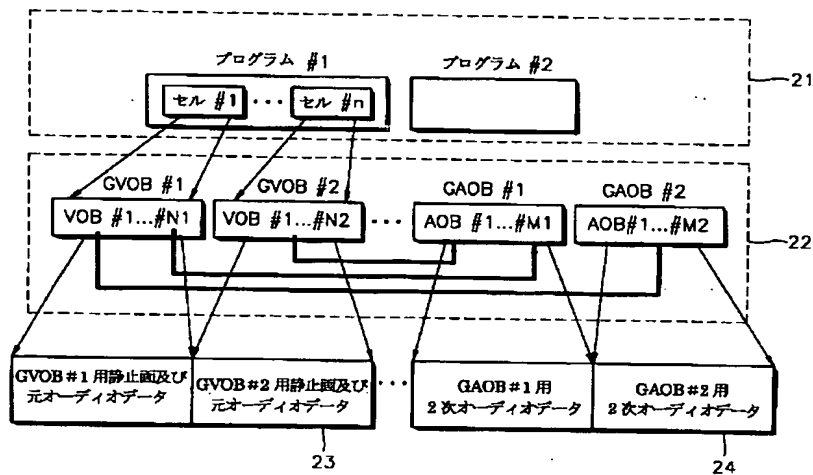 プログラム #1
プログラム #2
セル #1 ··· セル #n
21
GVOB #1
GVOB #2
GAOB #1
GAOB #2
VOB #1...#N1
VOB #1...#N2
···
AOB #1...#M1
AOB#1...#M2
22
GVOB#1用静止画及び
元オーディオデータ
GVOB#2用静止画及び
元オーディオデータ
···
GAOB#1用
2次オーディオデータ
GAOB#2用
2次オーディオデータ
23
24